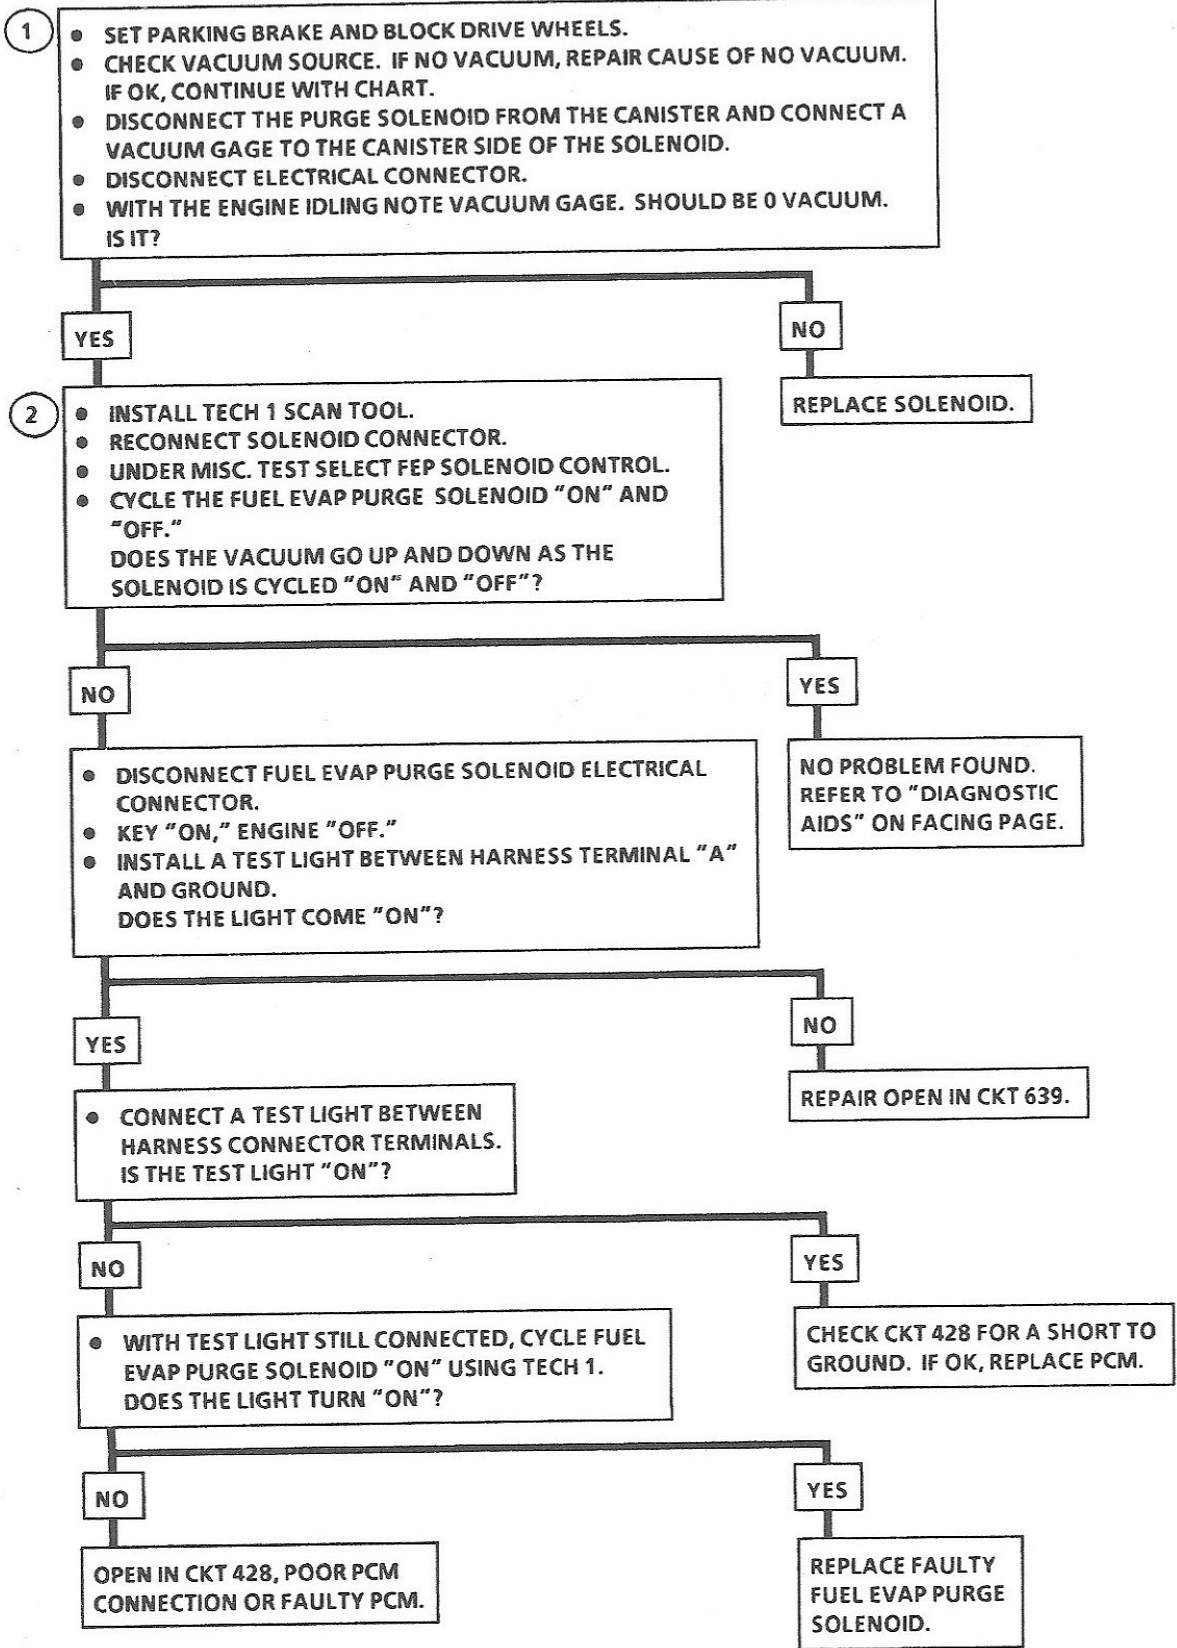 1
● SET PARKING BRAKE AND BLOCK DRIVE WHEELS.
● CHECK VACUUM SOURCE. IF NO VACUUM, REPAIR CAUSE OF NO VACUUM.
IF OK, CONTINUE WITH CHART.
● DISCONNECT THE PURGE SOLENOID FROM THE CANISTER AND CONNECT A
VACUUM GAGE TO THE CANISTER SIDE OF THE SOLENOID.
● DISCONNECT ELECTRICAL CONNECTOR.
● WITH THE ENGINE IDLING NOTE VACUUM GAGE. SHOULD BE 0 VACUUM.
IS IT?
YES
NO
REPLACE SOLENOID.
2
● INSTALL TECH 1 SCAN TOOL.
● RECONNECT SOLENOID CONNECTOR.
● UNDER MISC. TEST SELECT FEP SOLENOID CONTROL.
● CYCLE THE FUEL EVAP PURGE SOLENOID "ON" AND
"OFF."
DOES THE VACUUM GO UP AND DOWN AS THE
SOLENOID IS CYCLED "ON" AND "OFF"?
NO
YES
NO PROBLEM FOUND.
REFER TO "DIAGNOSTIC
AIDS" ON FACING PAGE.
● DISCONNECT FUEL EVAP PURGE SOLENOID ELECTRICAL
CONNECTOR.
● KEY "ON," ENGINE "OFF."
● INSTALL A TEST LIGHT BETWEEN HARNESS TERMINAL "A"
AND GROUND.
DOES THE LIGHT COME "ON"?
YES
NO
REPAIR OPEN IN CKT 639.
● CONNECT A TEST LIGHT BETWEEN
HARNESS CONNECTOR TERMINALS.
IS THE TEST LIGHT "ON"?
NO
YES
CHECK CKT 428 FOR A SHORT TO
GROUND. IF OK, REPLACE PCM.
● WITH TEST LIGHT STILL CONNECTED, CYCLE FUEL
EVAP PURGE SOLENOID "ON" USING TECH 1.
DOES THE LIGHT TURN "ON"?
NO
YES
OPEN IN CKT 428, POOR PCM
CONNECTION OR FAULTY PCM.
REPLACE FAULTY
FUEL EVAP PURGE
SOLENOID.